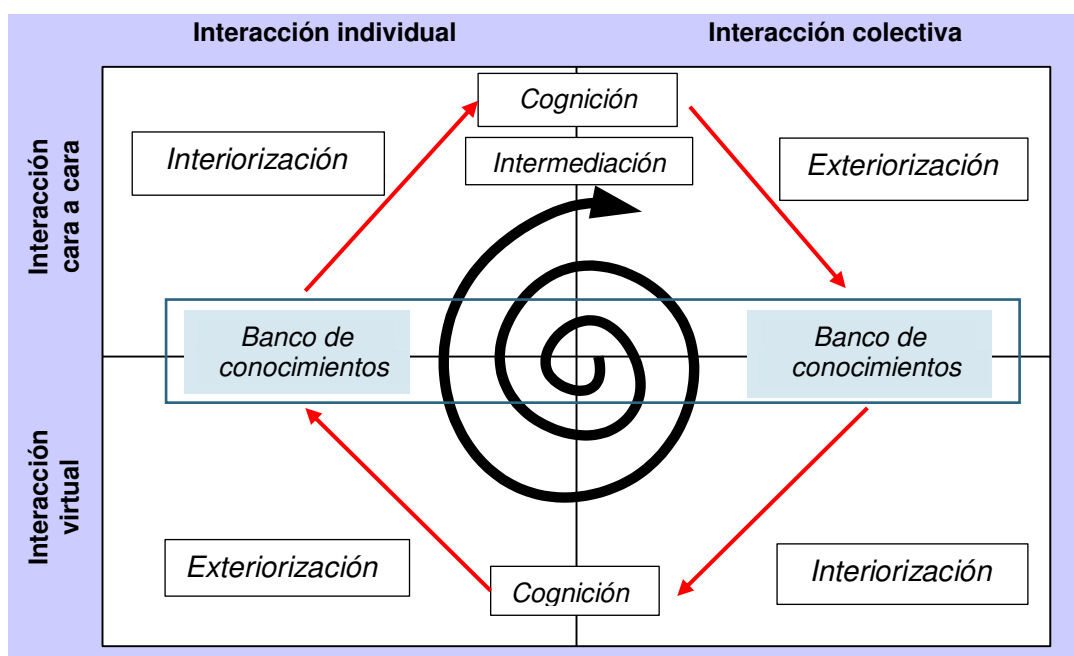 Interacción individual
Interacción colectiva
Interacción
cara a cara
Cognición
Interiorización
Intermediación
Exteriorización
Banco de
conocimientos
Banco de
conocimientos
Interacción
virtual
Exteriorización
Cognición
Interiorización